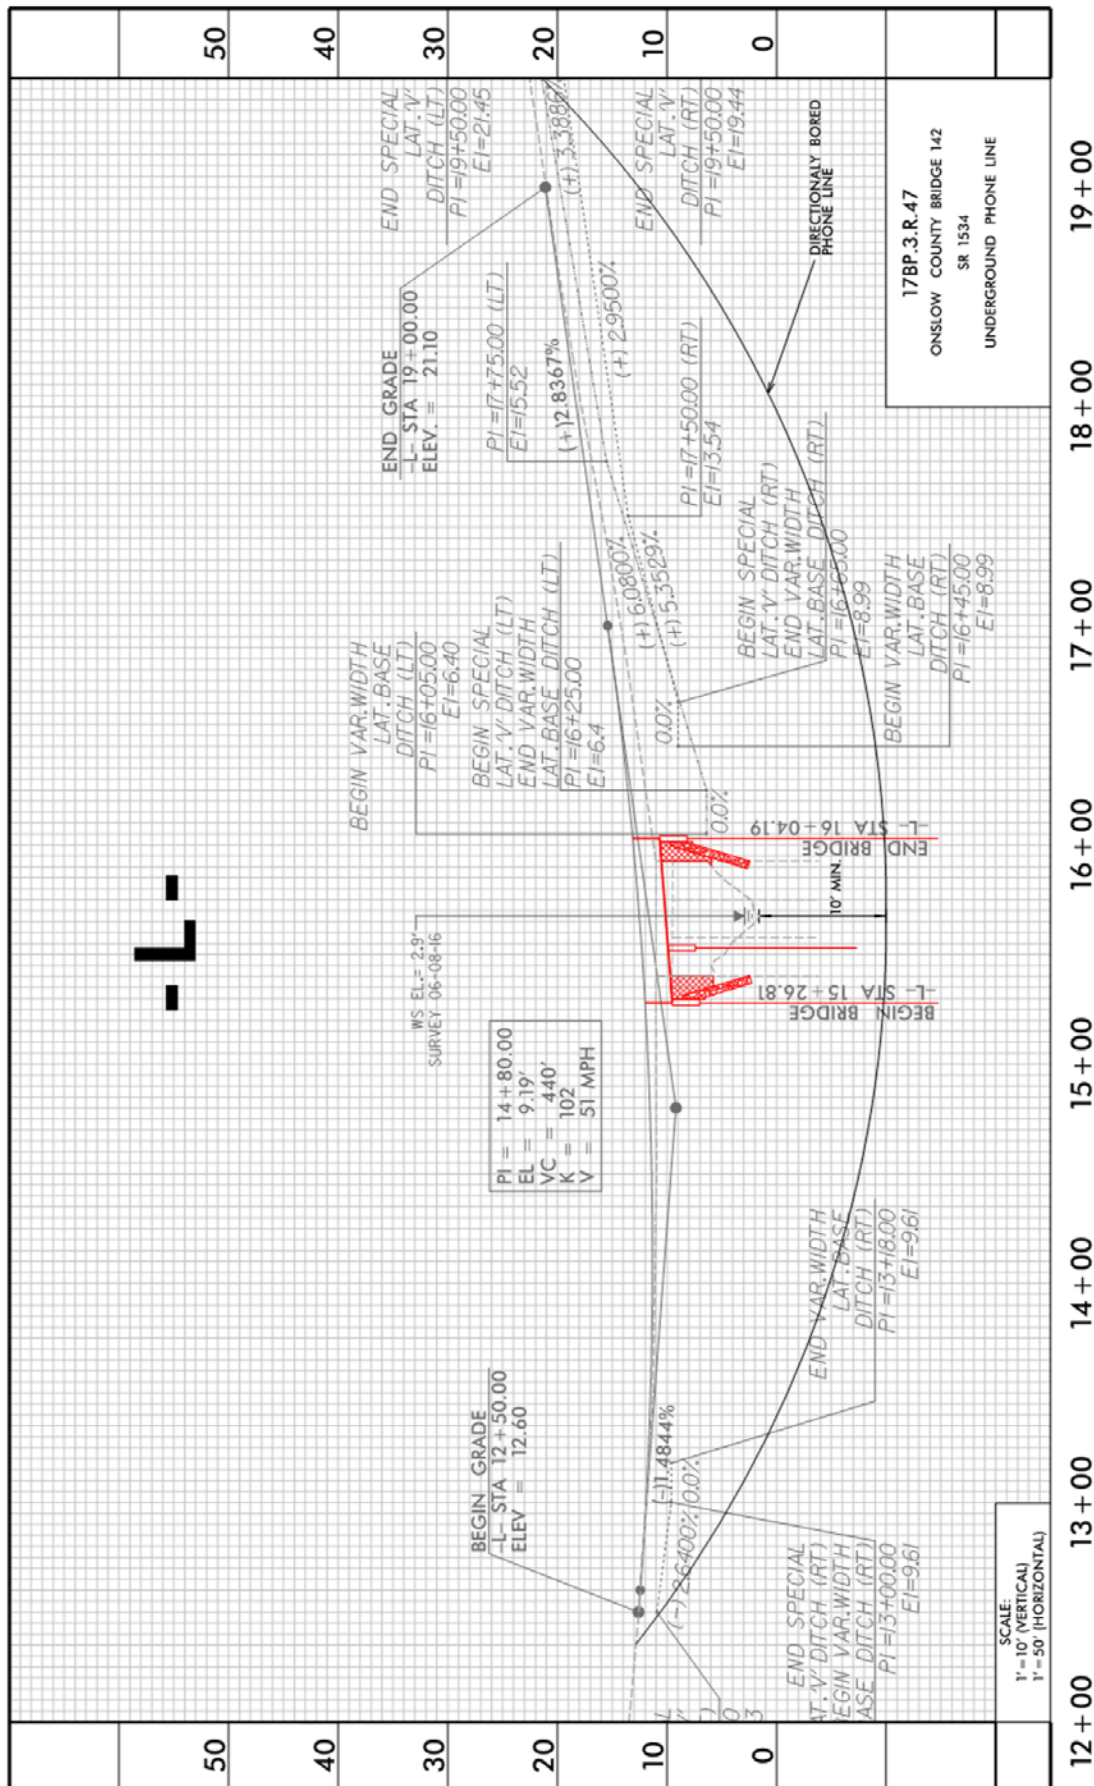 -L-
50
40
30
20
10
0
50
40
30
20
10
0
12+00
13+00
14+00
15+00
16+00
17+00
18+00
19+00
BEGIN GRADE
-L- STA 12+50.00
ELEV = 12.60
(-)1.4844%
(-) 2.6400%
0.0%
END SPECIAL
LAT.'V' DITCH (RT)
BEGIN VAR.WIDTH
BASE DITCH (RT)
PI =13+00.00
El=9.61
END VAR.WIDTH
LAT.BASE
DITCH (RT)
PI =13+18.00
El=9.61
PI = 14+80.00
EL = 9.19'
VC = 440'
K = 102
V = 51 MPH
WS EL.= 2.9'
SURVEY 06-08-16
BEGIN BRIDGE
-L- STA 15+26.81
10' MIN.
END BRIDGE
-L- STA 16+04.19
BEGIN VAR.WIDTH
LAT.BASE
DITCH (LT)
PI =16+05.00
El=6.40
BEGIN SPECIAL
LAT.'V' DITCH (LT)
END VAR.WIDTH
LAT.BASE DITCH (LT)
PI =16+25.00
El=6.4
0.0%
0.0%
(+) 6.0800%
(+) 5.3529%
BEGIN SPECIAL
LAT.'V' DITCH (RT)
END VAR.WIDTH
LAT.BASE DITCH (RT)
PI =16+65.00
El=8.99
BEGIN VAR.WIDTH
LAT.BASE
DITCH (RT)
PI =16+45.00
El=8.99
END GRADE
-L- STA 19+00.00
ELEV. = 21.10
PI =17+75.00 (LT)
El=15.52
(+)2.8367%
(+) 2.9500%
PI =17+50.00 (RT)
El=13.54
END SPECIAL
LAT.'V'
DITCH (LT)
PI =19+50.00
El=21.45
(+) 3.3886%
END SPECIAL
LAT.'V'
DITCH (RT)
PI =19+50.00
El=19.44
DIRECTIONALY BORED
PHONE LINE
17BP.3.R.47
ONSLOW COUNTY BRIDGE 142
SR 1534
UNDERGROUND PHONE LINE
SCALE:
1"=10' (VERTICAL)
1"=50' (HORIZONTAL)